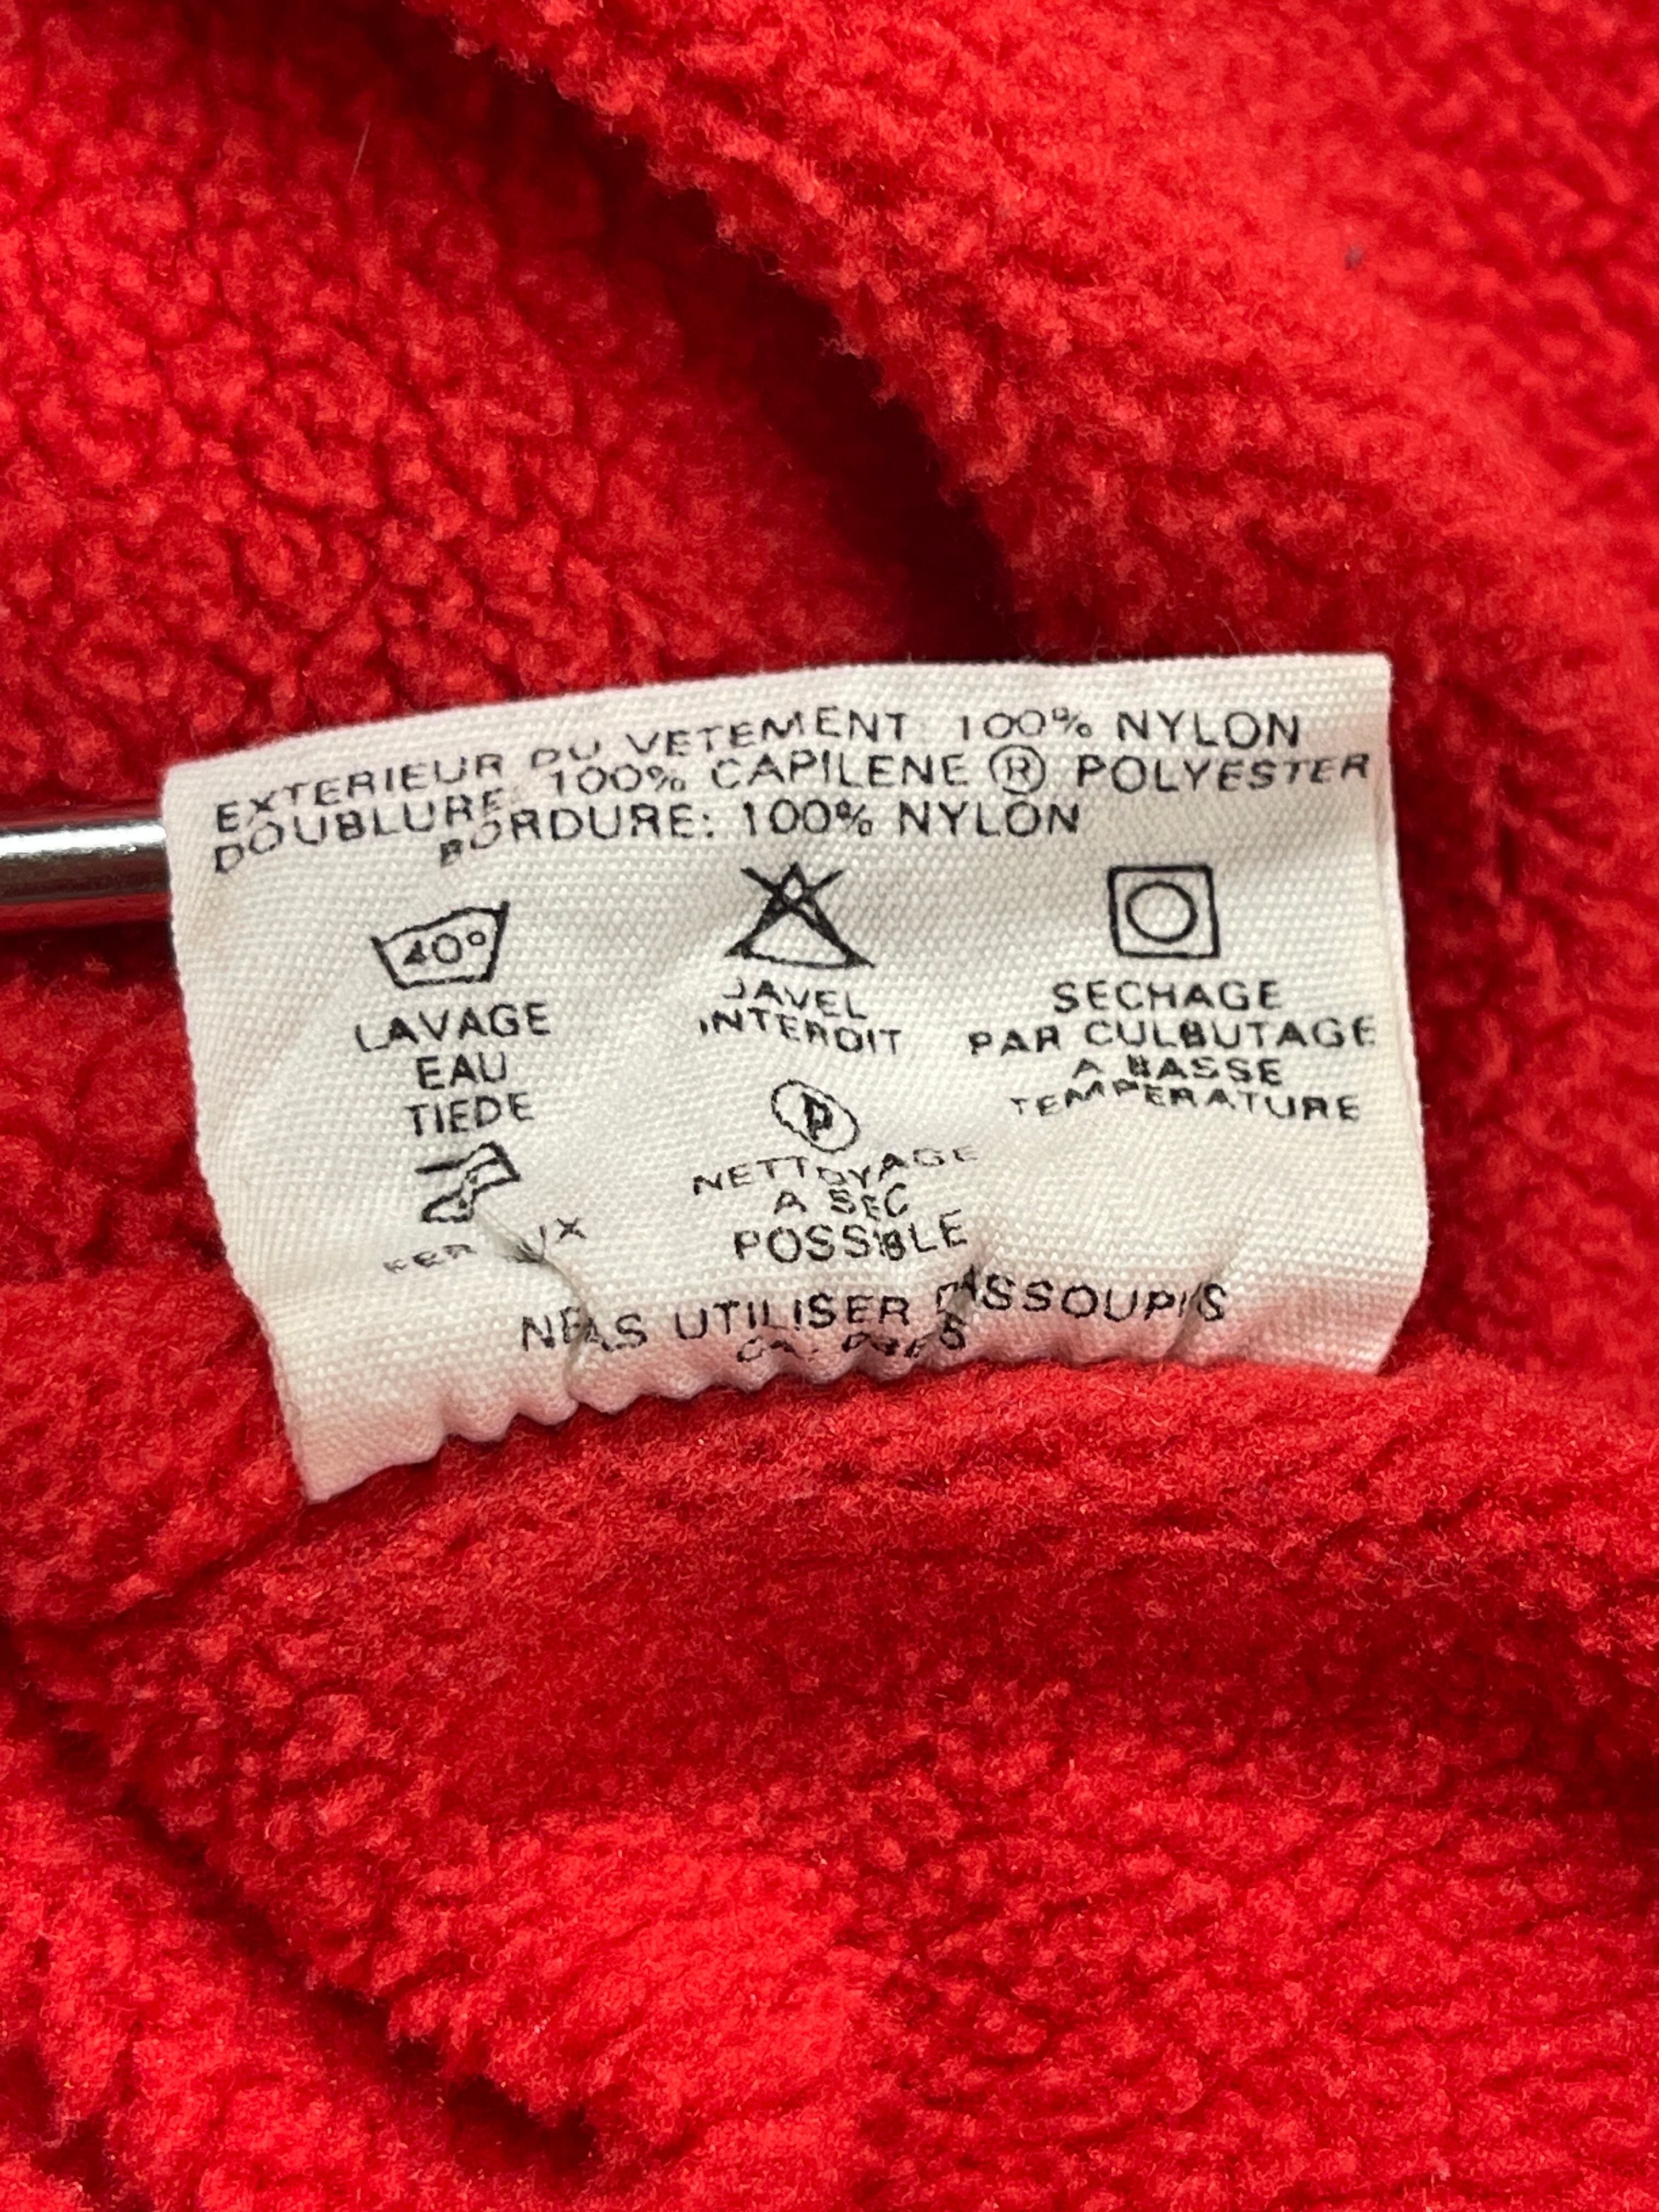 EXTERIEUR DU VETEMENT: 100% NYLON
DOUBLURE: 100% CAPILENE ® POLYESTER
BORDURE: 100% NYLON
40°
LAVAGE
EAU
TIEDE
JAVEL
INTERDIT
SECHAGE
PAR CULBUTAGE
A BASSE
TEMPERATURE
P
NETTOYAGE
A SEC
POSSIBLE
FER
UTILISER